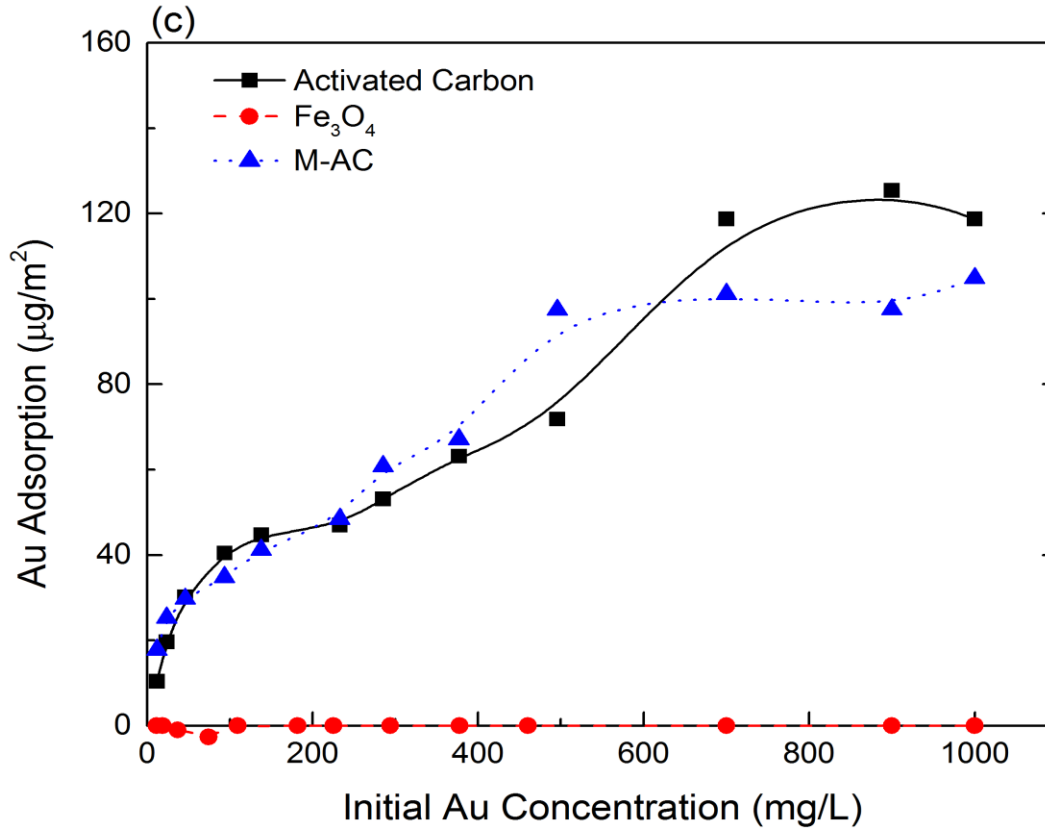 (c)
160
120
80
40
0
Activated Carbon
Fe₃O₄
M-AC
Au Adsorption (μg/m²)
0 200 400 600 800 1000
Initial Au Concentration (mg/L)